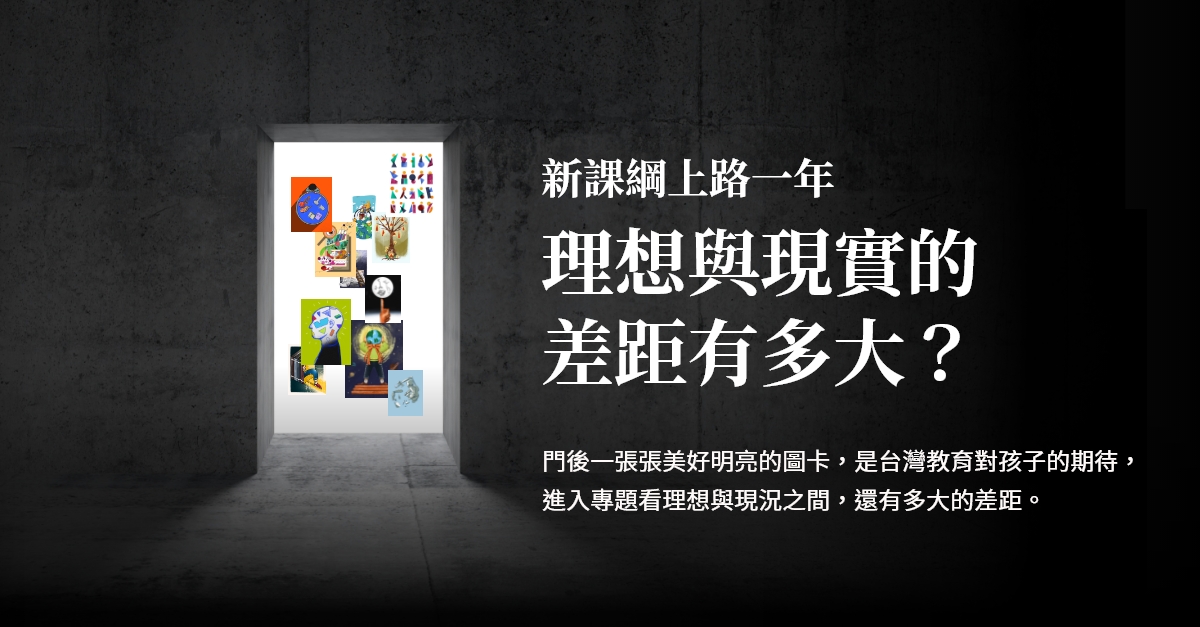 新課綱上路一年
理想與現實的
差距有多大？
門後一張張美好明亮的圖卡，是台灣教育對孩子的期待，
進入專題看理想與現況之間，還有多大的差距。